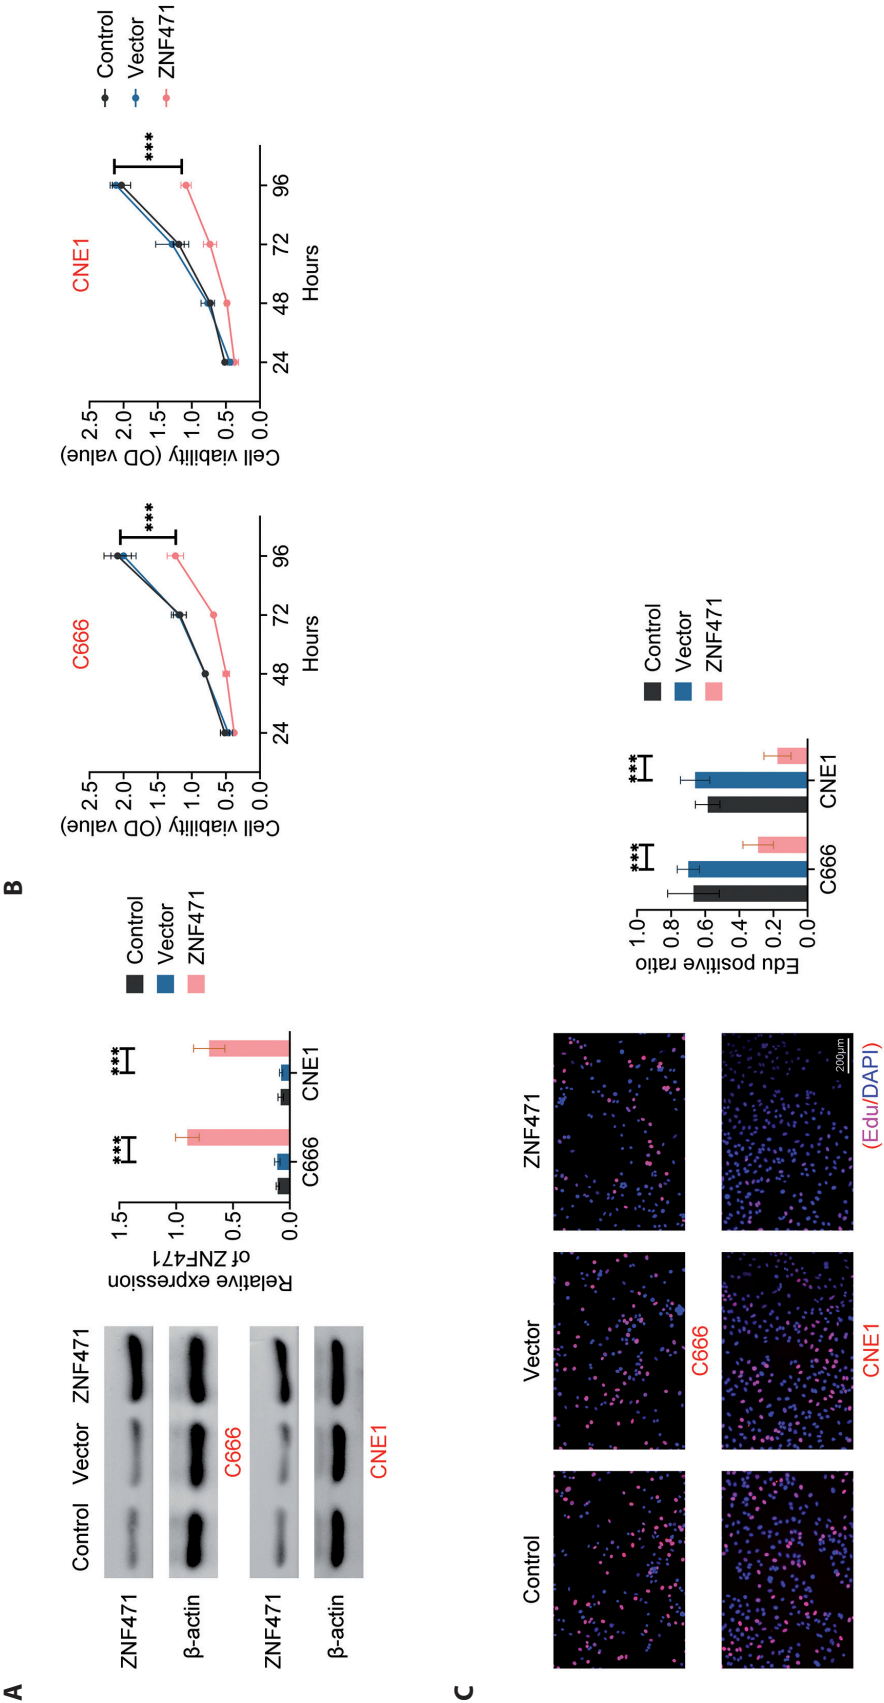 A
Control
Vector
ZNF471
ZNF471
β-actin
C666
ZNF471
β-actin
CNE1
Relative expression
of ZNF471
1.5
1.0
0.5
0.0
***
***
C666
CNE1
Control
Vector
ZNF471
B
C666
Cell viability (OD value)
2.5
2.0
1.5
1.0
0.5
0.0
***
24
48
72
96
Hours
CNE1
Cell viability (OD value)
2.5
2.0
1.5
1.0
0.5
0.0
***
24
48
72
96
Hours
Control
Vector
ZNF471
C
Control
Vector
ZNF471
C666
200μm
CNE1
(Edu/DAPI)
Edu positive ratio
1.0
0.8
0.6
0.4
0.2
0.0
***
***
C666
CNE1
Control
Vector
ZNF471